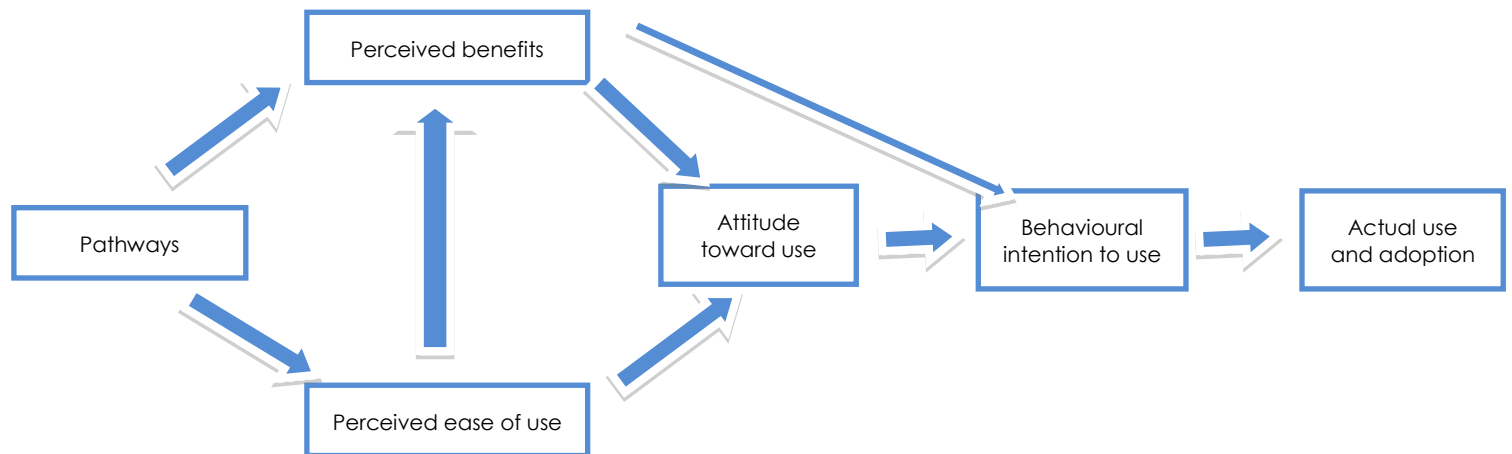 Perceived benefits
Pathways
Attitude
toward use
Behavioural
intention to use
Actual use
and adoption
Perceived ease of use